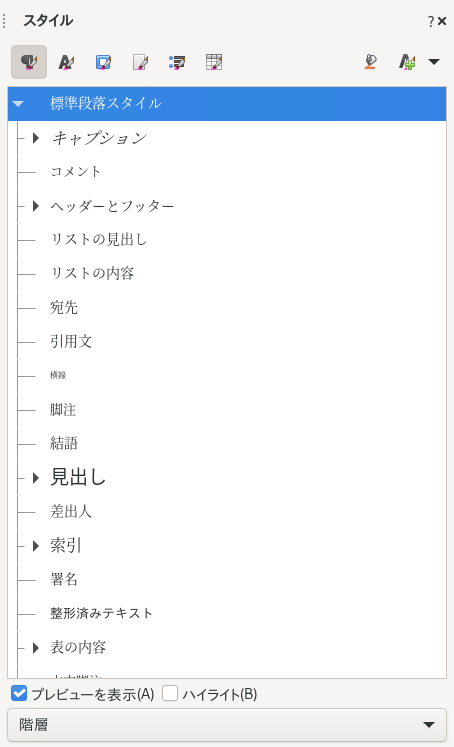 スタイル
標準段落スタイル
キャプション
コメント
ヘッダーとフッター
リストの見出し
リストの内容
宛先
引用文
横線
脚注
結語
見出し
差出人
索引
署名
整形済みテキスト
表の内容
プレビューを表示(A) ハイライト(B)
階層